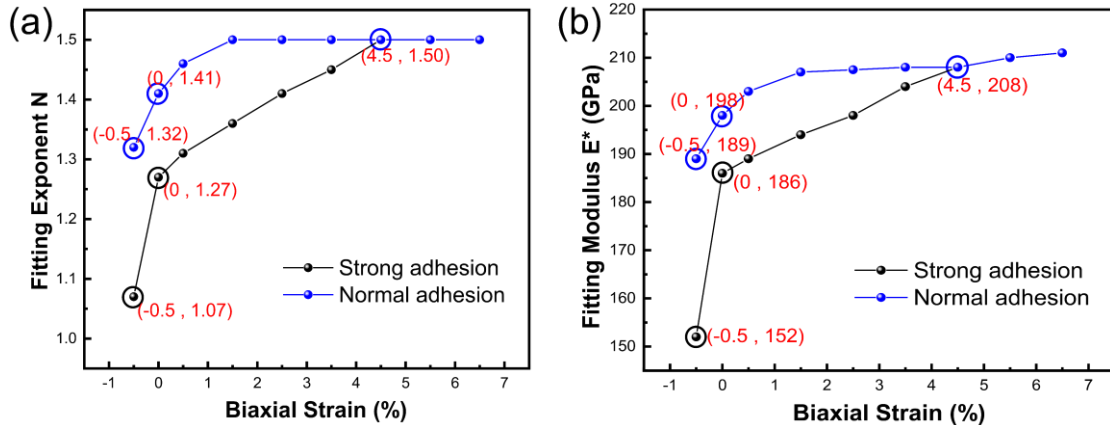 (a)
Fitting Exponent N
1.5
1.4
1.3
1.2
1.1
1.0
(4.5 , 1.50)
(0 , 1.41)
(-0.5 , 1.32)
(0 , 1.27)
(-0.5 , 1.07)
Strong adhesion
Normal adhesion
-1 0 1 2 3 4 5 6 7
Biaxial Strain (%)
(b)
Fitting Modulus E* (GPa)
210
200
190
180
170
160
150
(4.5 , 208)
(0 , 198)
(-0.5 , 189)
(0 , 186)
(-0.5 , 152)
Strong adhesion
Normal adhesion
-1 0 1 2 3 4 5 6 7
Biaxial Strain (%)